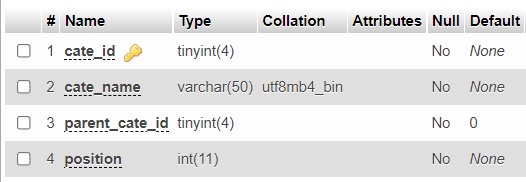 # Name Type Collation Attributes Null Default
1 cate_id tinyint(4) No None
2 cate_name varchar(50) utf8mb4_bin No None
3 parent_cate_id tinyint(4) No 0
4 position int(11) No None